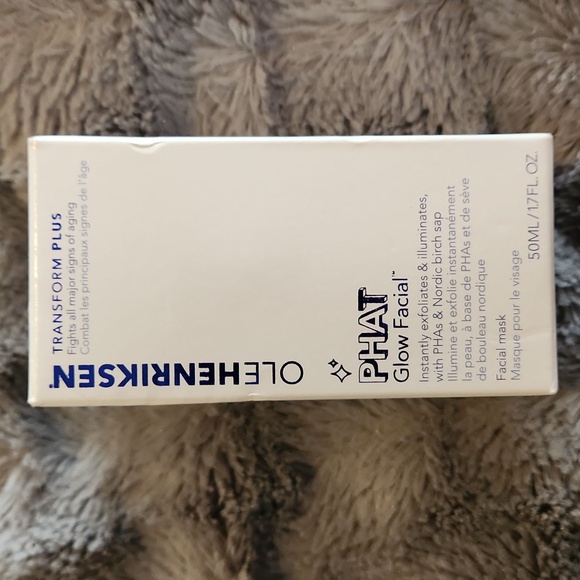 TRANSFORM PLUS
Fights all major signs of aging
Combat les principaux signes de l'âge
OLEHENRIKSEN.
PHAT
Glow Facial™
Instantly exfoliates & illuminates,
with PHAs & Nordic birch sap
Illumine et exfolie instantanément
la peau, à base de PHAs et de sève
de bouleau nordique
Facial mask
Masque pour le visage
50ML/1.7FL.OZ.